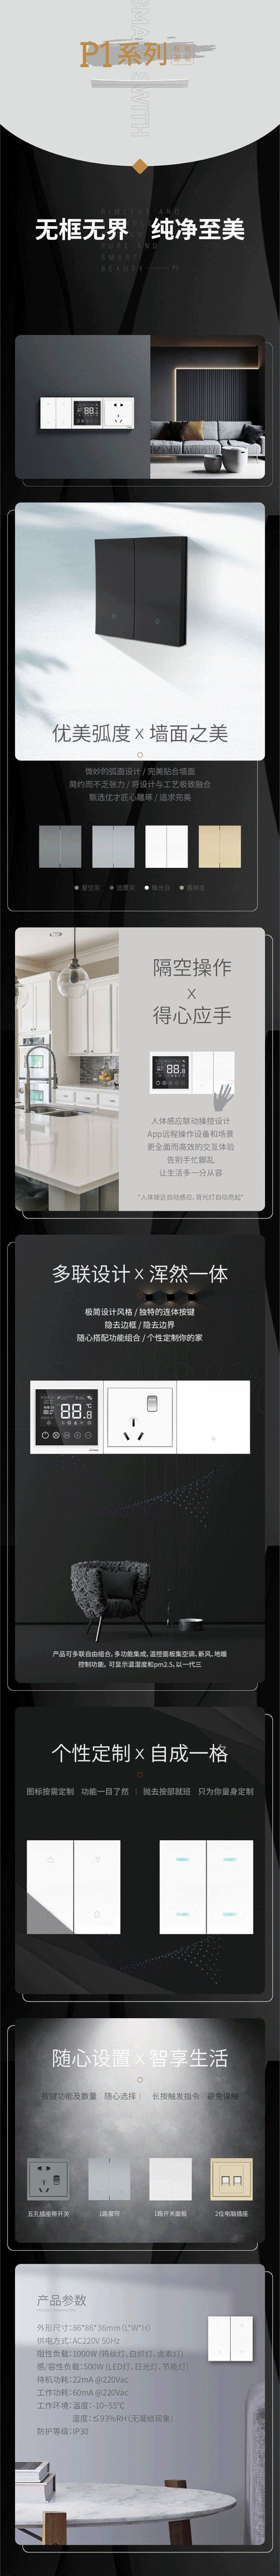 SMART SWITH
P1系列
RIMLESS AND
PURE AND
SMART
BEAUTY
无框无界 纯净至美
优美弧度 x 墙面之美
微妙的弧面设计 / 完美贴合墙面
简约而不乏张力 / 将设计与工艺极致融合
甄选优才匠心雕琢 / 追求完美
星空灰
香槟金
隔空操作
X
得心应手
88
人体感应联动操控设计
App远程操作设备和场景
更全面而高效的交互体验
告别手忙脚乱
让生活多一分从容
"人体接近自动感应，背光灯自动亮起"
多联设计 x 浑然一体
极简设计风格 / 独特的连体按键
隐去边框 / 隐去边界
随心搭配功能组合 / 个性定制你的家
88.8
产品可多联自由组合，多功能集成，温控面板集空调、新风、地暖
控制功能，可显示温湿度和pm2.5，以一代三
个性定制 x 自成一格
图标按需定制 功能一目了然 | 抛去按部就班 只为你量身定制
随心设置 x 智享生活
按键功能及数量 随心选择 | 长按触发指令 避免误触
五孔插座带开关
1路窗帘
1路开关面板
2位电脑插座
产品参数
外形尺寸：86*86*36mm（L*W*H）
供电方式：AC220V 50Hz
阻性负载：1000W (钨丝灯、白炽灯、卤素灯)
感/容性负载：500W (LED灯、日光灯、节能灯)
待机功耗：22mA @220Vac
工作功耗：60mA @220Vac
工作环境：温度：-10~55℃
湿度：≤93%RH（无凝结现象）
防护等级：IP30